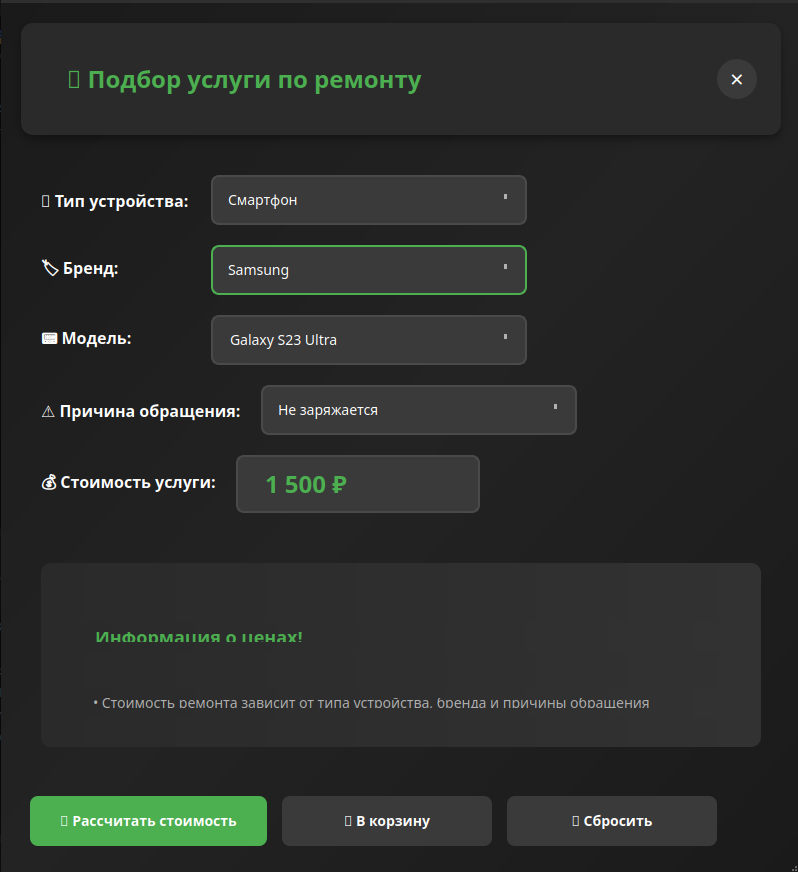 Подбор услуги по ремонту
✕
Тип устройства:
Смартфон
🏷 Бренд:
Samsung
📟 Модель:
Galaxy S23 Ultra
⚠ Причина обращения:
Не заряжается
💰 Стоимость услуги:
1 500 ₽
Информация о ценах!
• Стоимость ремонта зависит от типа устройства, бренда и причины обращения
Рассчитать стоимость
В корзину
Сбросить